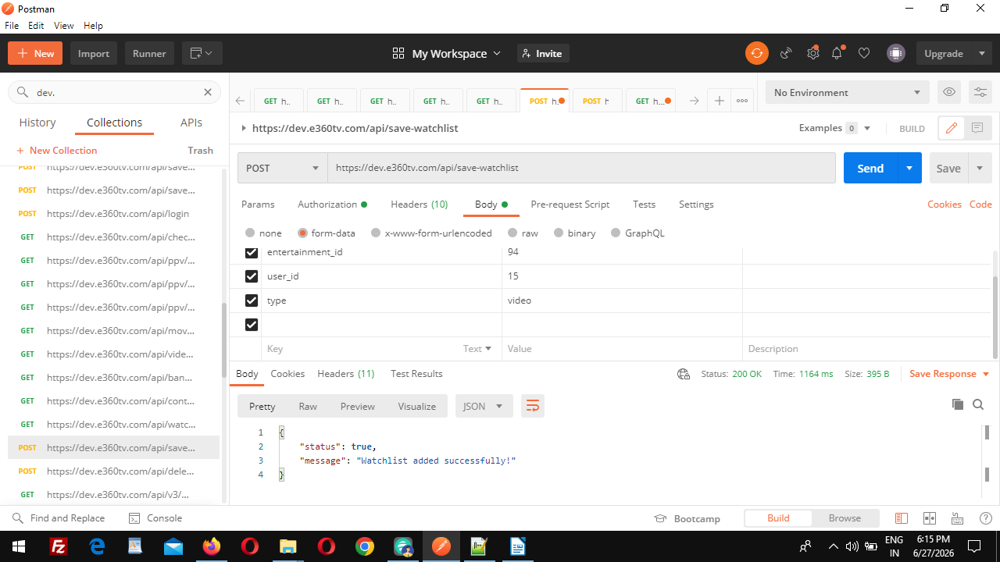 Postman
File Edit View Help
+ New Import Runner My Workspace Invite Upgrade
dev.
History Collections APIs
+ New Collection Trash
https://dev.e360tv.com/api/save...
POST https://dev.e360tv.com/api/save...
POST https://dev.e360tv.com/api/login
GET https://dev.e360tv.com/api/chec...
GET https://dev.e360tv.com/api/ppv/...
GET https://dev.e360tv.com/api/ppv/...
GET https://dev.e360tv.com/api/ppv/...
GET https://dev.e360tv.com/api/mov...
GET https://dev.e360tv.com/api/vide...
GET https://dev.e360tv.com/api/ban...
GET https://dev.e360tv.com/api/cont...
GET https://dev.e360tv.com/api/watc...
POST https://dev.e360tv.com/api/save...
POST https://dev.e360tv.com/api/dele...
GET https://dev.e360tv.com/api/v3/...
GET h.. GET h.. GET h.. GET h.. GET h.. POST h. POST h. GET h... + ooo
No Environment
https://dev.e360tv.com/api/save-watchlist Examples 0 BUILD
POST https://dev.e360tv.com/api/save-watchlist Send Save
Params Authorization Headers (10) Body Pre-request Script Tests Settings Cookies Code
none form-data x-www-form-urlencoded raw binary GraphQL
entertainment_id 94
user_id 15
type video
Key Text Value Description
Body Cookies Headers (11) Test Results Status: 200 OK Time: 1164 ms Size: 395 B Save Response
Pretty Raw Preview Visualize JSON
1 {
2 "status": true,
3 "message": "Watchlist added successfully!"
4 }
Find and Replace Console Bootcamp Build Browse
ENG 6:15 PM
IN 6/27/2026